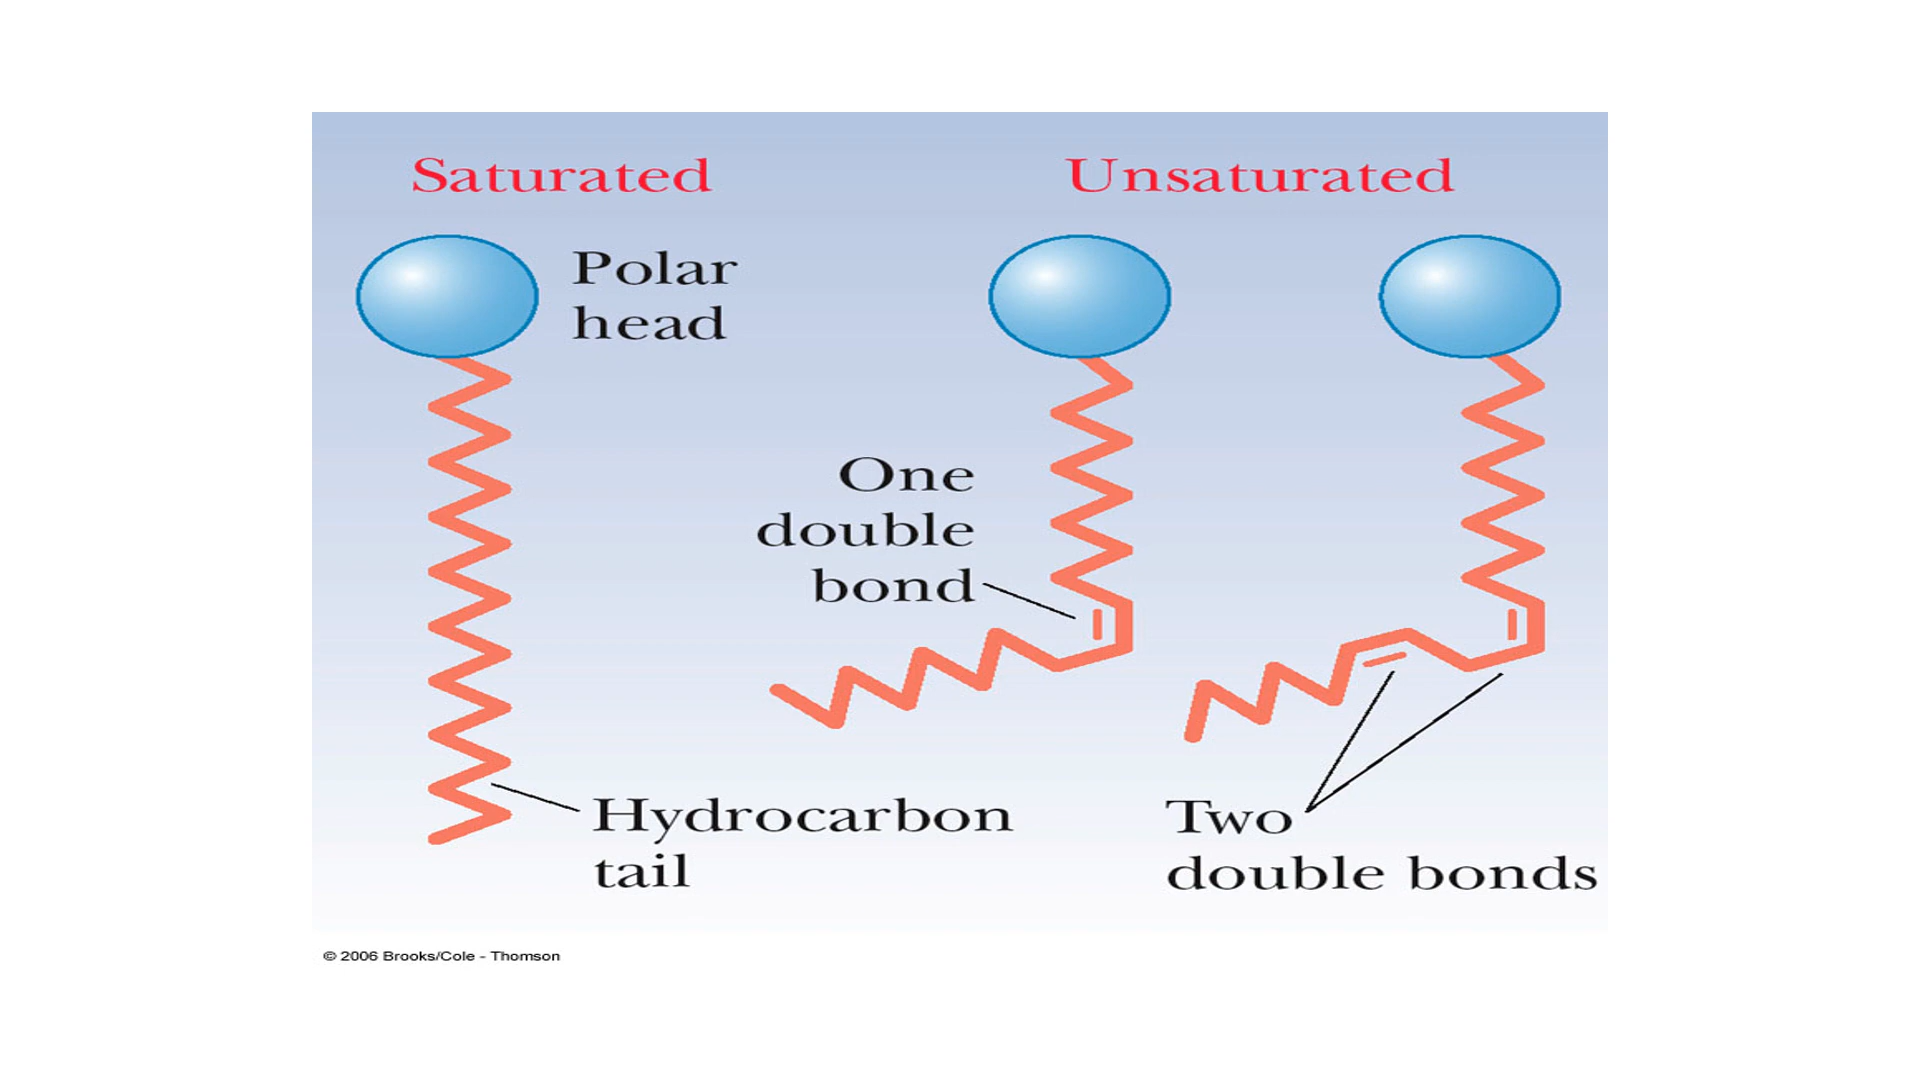 Saturated
Unsaturated
Polar
head
One
double
bond
Hydrocarbon
tail
Two
double bonds
© 2006 Brooks/Cole - Thomson